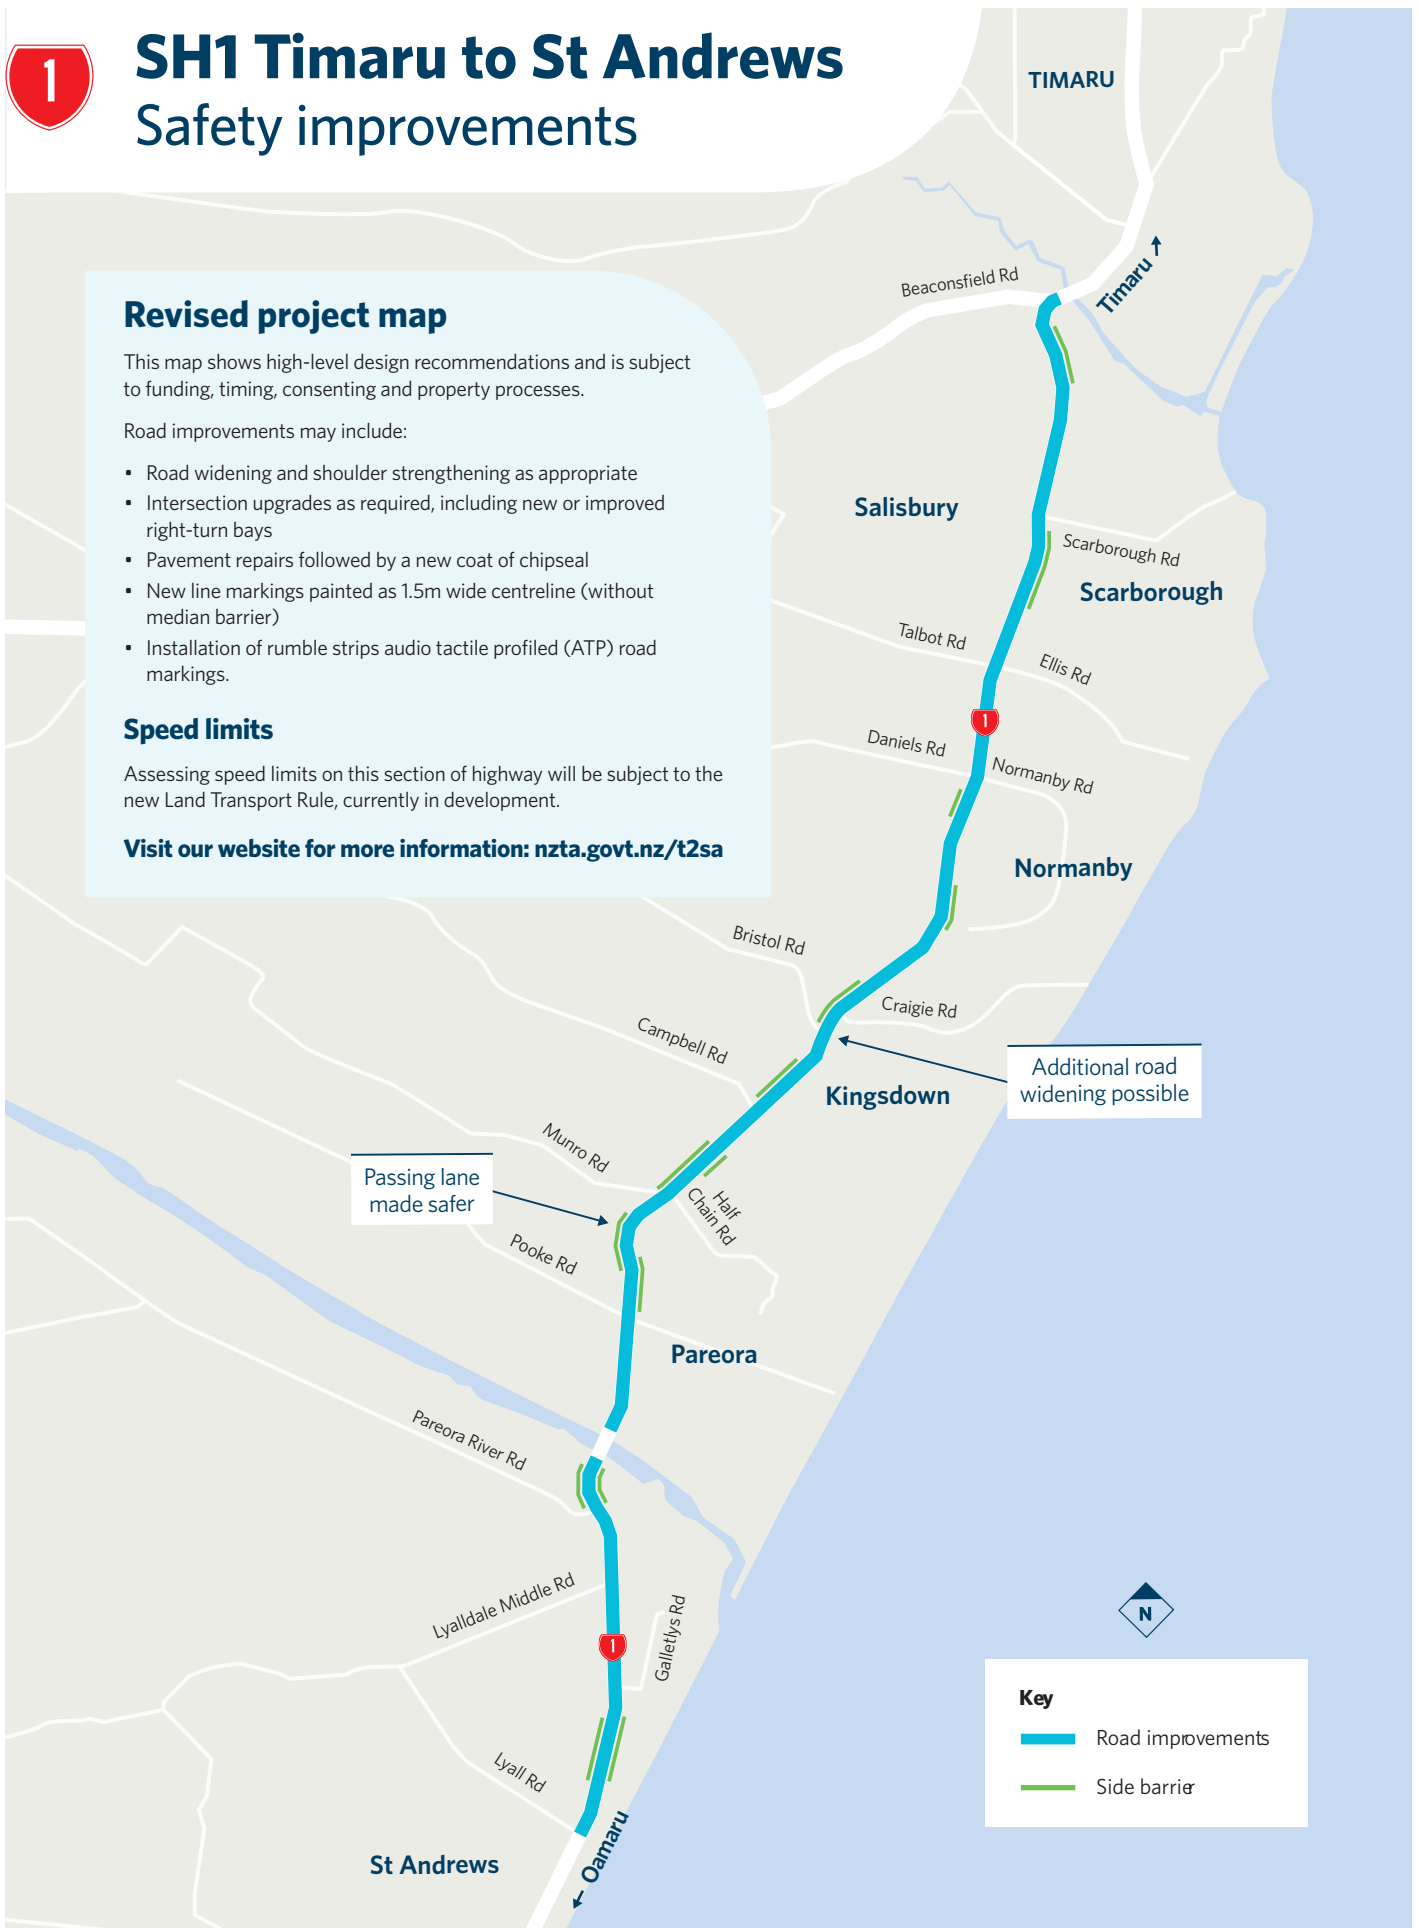 1
SH1 Timaru to St Andrews
Safety improvements
TIMARU
Timaru
Beaconsfield Rd
Revised project map
This map shows high-level design recommendations and is subject
to funding, timing, consenting and property processes.
Road improvements may include:
• Road widening and shoulder strengthening as appropriate
• Intersection upgrades as required, including new or improved
right-turn bays
• Pavement repairs followed by a new coat of chipseal
• New line markings painted as 1.5m wide centreline (without
median barrier)
• Installation of rumble strips audio tactile profiled (ATP) road
markings.
Speed limits
Assessing speed limits on this section of highway will be subject to the
new Land Transport Rule, currently in development.
Visit our website for more information: nzta.govt.nz/t2sa
Salisbury
Scarborough Rd
Scarborough
Talbot Rd
Ellis Rd
1
Daniels Rd
Normanby Rd
Normanby
Bristol Rd
Craigie Rd
Campbell Rd
Additional road
widening possible
Kingsdown
Munro Rd
Passing lane
made safer
Half
Chain Rd
Pooke Rd
Pareora
Pareora River Rd
Lyalldale Middle Rd
Galletlys Rd
1
N
Key
Road improvements
Side barrier
Lyall Rd
Oamaru
St Andrews